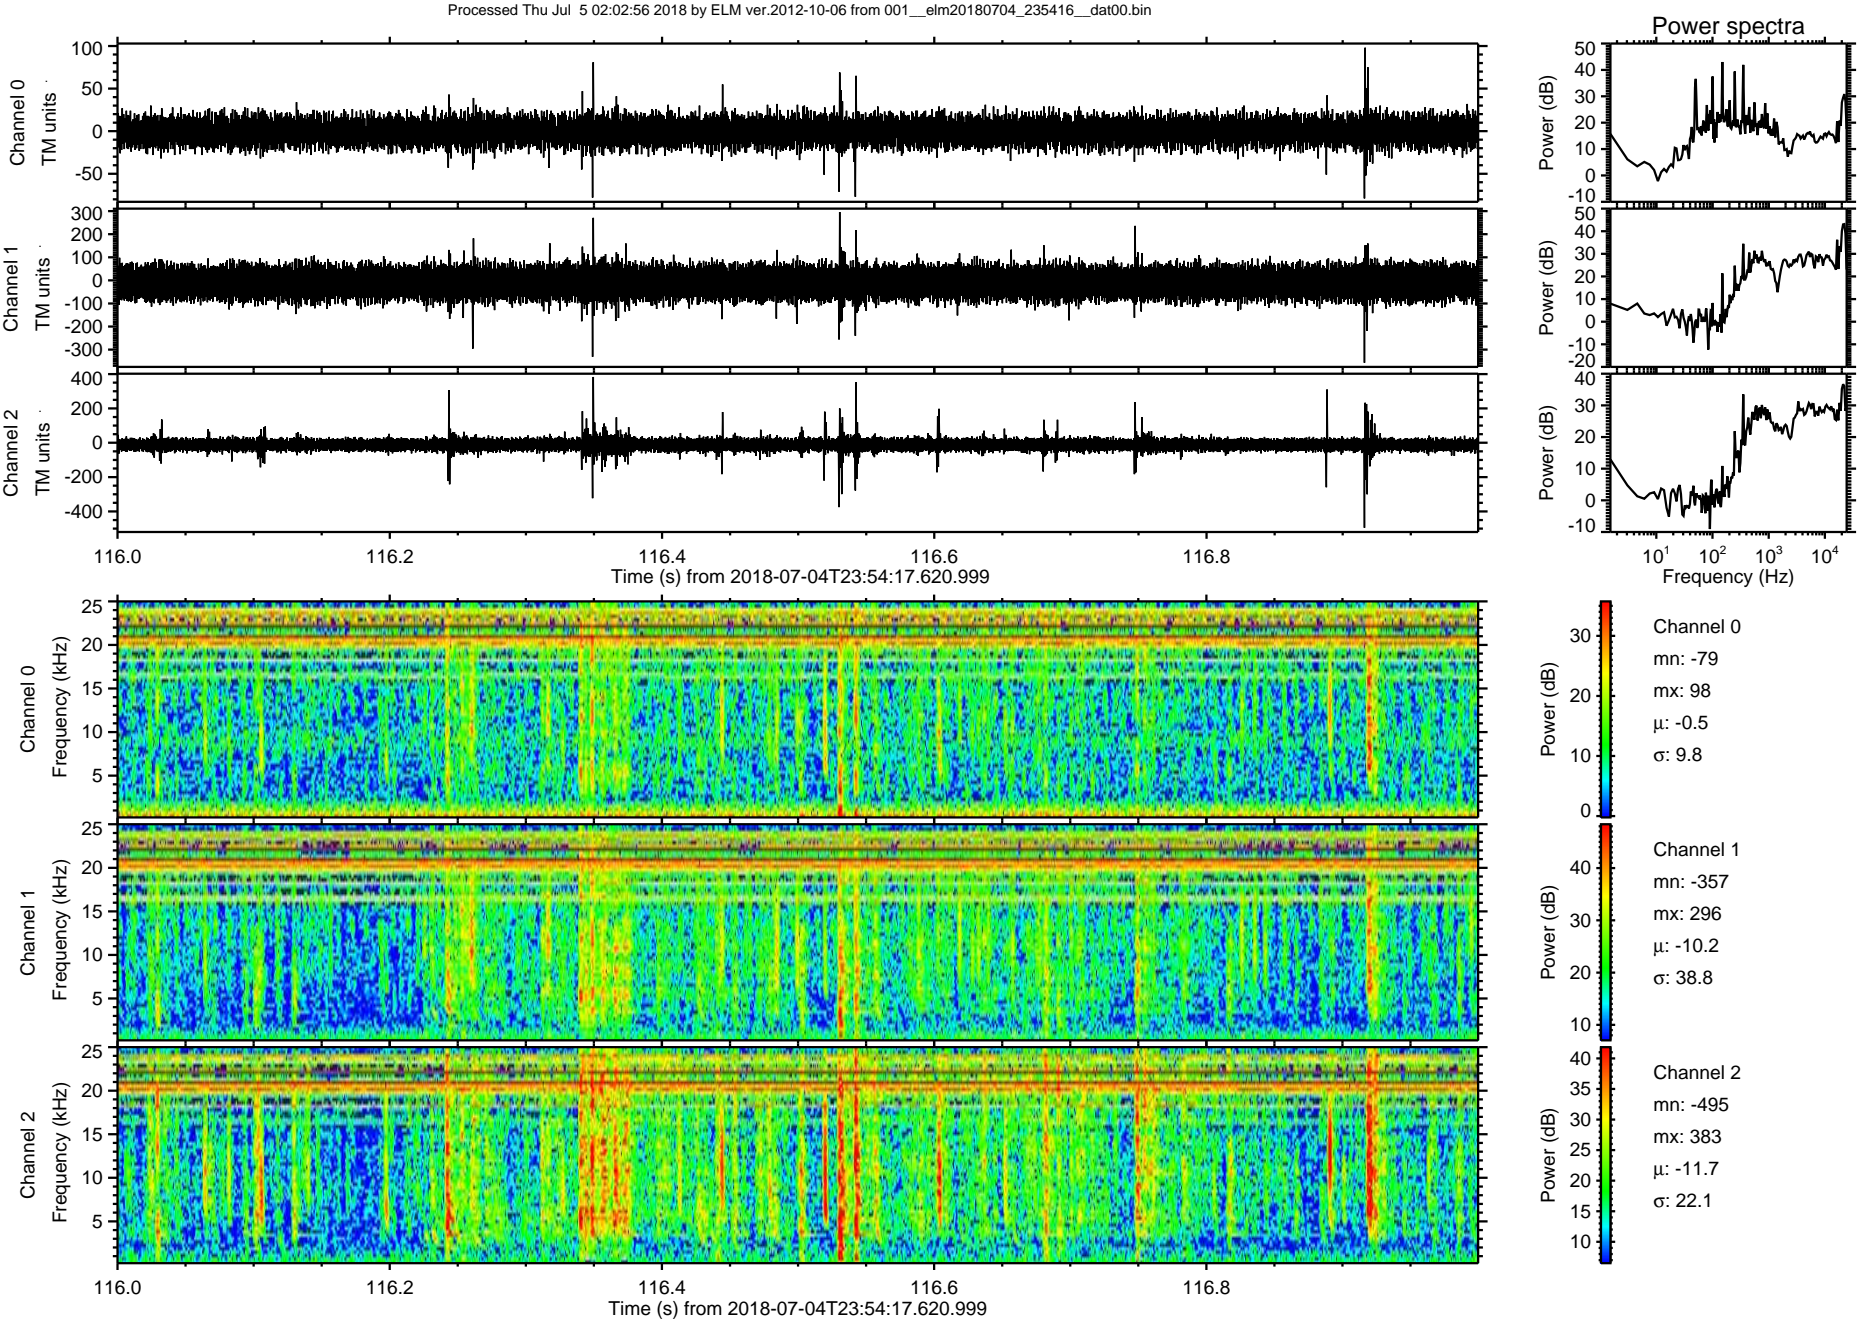 Processed Thu Jul  5 02:02:56 2018 by ELM ver.2012-10-06 from 001__elm20180704_235416__dat00.bin
Power spectra
Channel 0
TM units
100
50
0
-50
Power (dB)
50
40
30
20
10
0
-10
Channel 1
TM units
300
200
100
0
-100
-200
-300
Power (dB)
50
40
30
20
10
0
-10
-20
Channel 2
TM units
400
200
0
-200
-400
Power (dB)
40
30
20
10
0
-10
116.0 116.2 116.4 116.6 116.8
Time (s) from 2018-07-04T23:54:17.620.999
10^1 10^2 10^3 10^4
Frequency (Hz)
Channel 0
Frequency (kHz)
25
20
15
10
5
Power (dB)
30
20
10
0
Channel 0
mn: -79
mx: 98
μ: -0.5
σ: 9.8
Channel 1
Frequency (kHz)
25
20
15
10
5
Power (dB)
40
30
20
10
Channel 1
mn: -357
mx: 296
μ: -10.2
σ: 38.8
Channel 2
Frequency (kHz)
25
20
15
10
5
Power (dB)
40
35
30
25
20
15
10
Channel 2
mn: -495
mx: 383
μ: -11.7
σ: 22.1
116.0 116.2 116.4 116.6 116.8
Time (s) from 2018-07-04T23:54:17.620.999